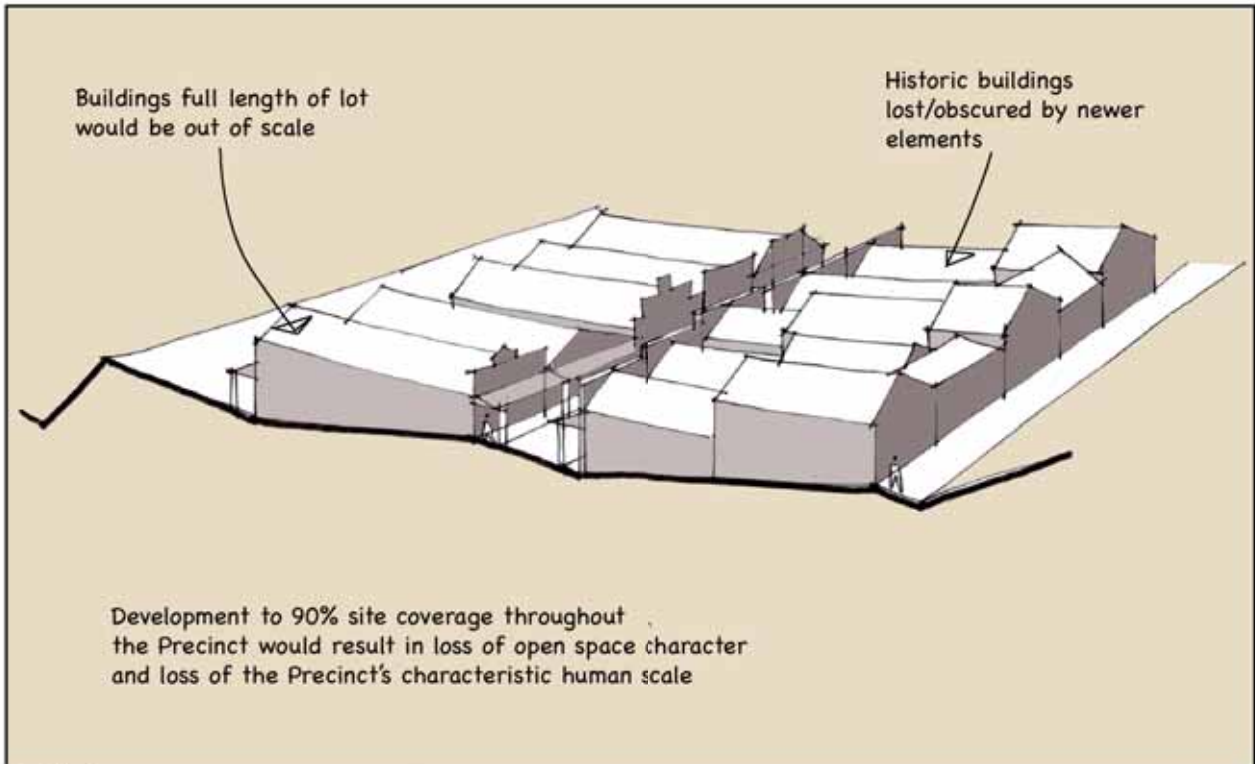 Buildings full length of lot
would be out of scale
Historic buildings
lost/obscured by newer
elements
Development to 90% site coverage throughout
the Precinct would result in loss of open space character
and loss of the Precinct's characteristic human scale